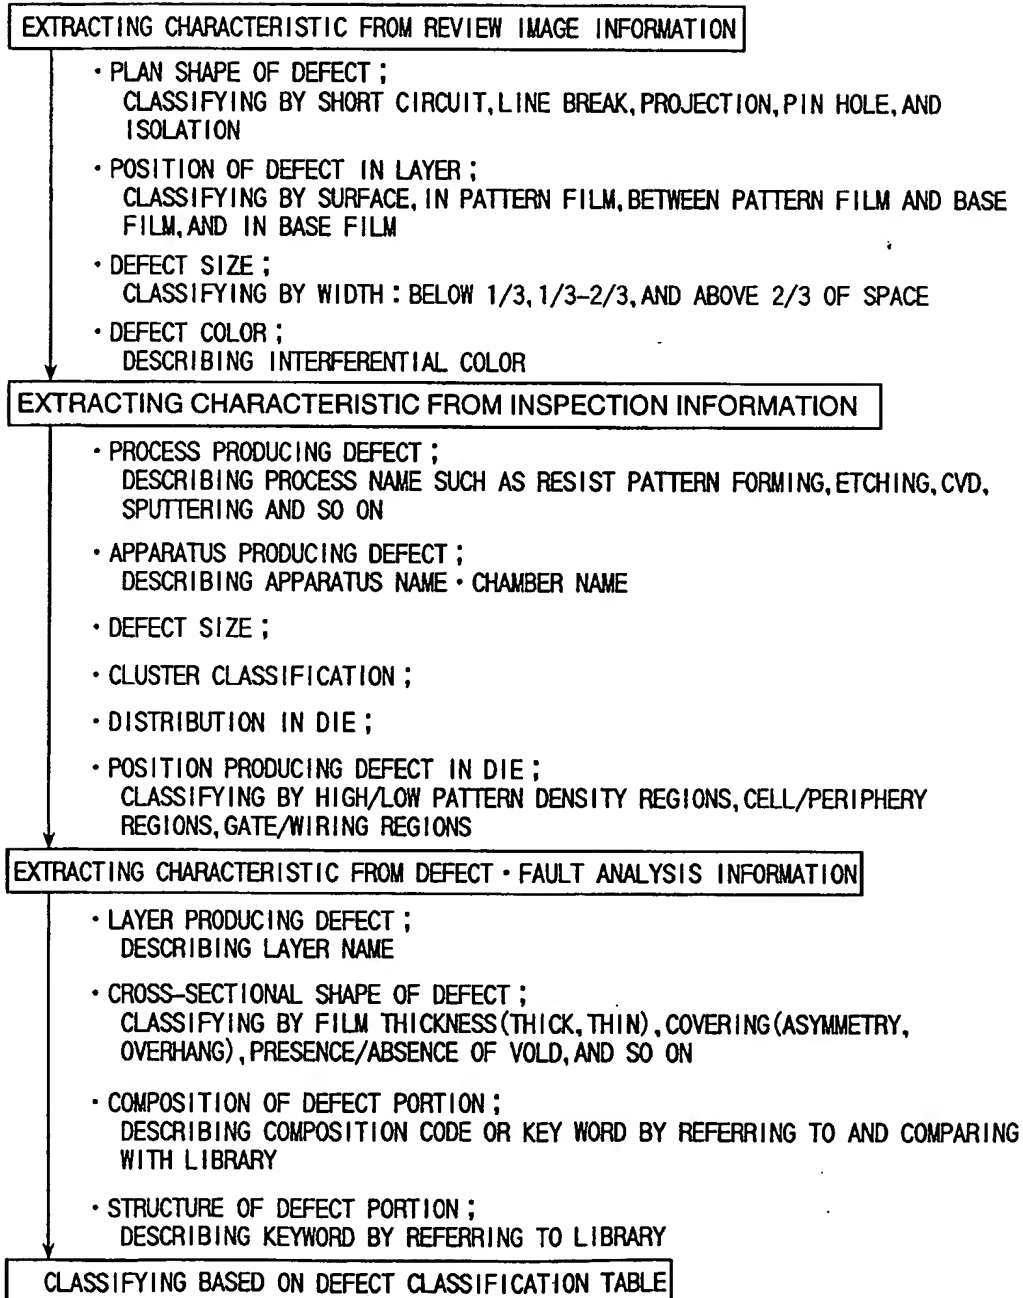 EXTRACTING CHARACTERISTIC FROM REVIEW IMAGE INFORMATION
・PLAN SHAPE OF DEFECT;
CLASSIFYING BY SHORT CIRCUIT, LINE BREAK, PROJECTION, PIN HOLE, AND
ISOLATION
・POSITION OF DEFECT IN LAYER;
CLASSIFYING BY SURFACE, IN PATTERN FILM, BETWEEN PATTERN FILM AND BASE
FILM, AND IN BASE FILM
・DEFECT SIZE;
CLASSIFYING BY WIDTH: BELOW 1/3, 1/3-2/3, AND ABOVE 2/3 OF SPACE
・DEFECT COLOR;
DESCRIBING INTERFERENTIAL COLOR
EXTRACTING CHARACTERISTIC FROM INSPECTION INFORMATION
・PROCESS PRODUCING DEFECT;
DESCRIBING PROCESS NAME SUCH AS RESIST PATTERN FORMING, ETCHING, CVD,
SPUTTERING AND SO ON
・APPARATUS PRODUCING DEFECT;
DESCRIBING APPARATUS NAME・CHAMBER NAME
・DEFECT SIZE;
・CLUSTER CLASSIFICATION;
・DISTRIBUTION IN DIE;
・POSITION PRODUCING DEFECT IN DIE;
CLASSIFYING BY HIGH/LOW PATTERN DENSITY REGIONS, CELL/PERIPHERY
REGIONS, GATE/WIRING REGIONS
EXTRACTING CHARACTERISTIC FROM DEFECT・FAULT ANALYSIS INFORMATION
・LAYER PRODUCING DEFECT;
DESCRIBING LAYER NAME
・CROSS-SECTIONAL SHAPE OF DEFECT;
CLASSIFYING BY FILM THICKNESS(THICK, THIN), COVERING(ASYMMETRY,
OVERHANG), PRESENCE/ABSENCE OF VOLD, AND SO ON
・COMPOSITION OF DEFECT PORTION;
DESCRIBING COMPOSITION CODE OR KEY WORD BY REFERRING TO AND COMPARING
WITH LIBRARY
・STRUCTURE OF DEFECT PORTION;
DESCRIBING KEYWORD BY REFERRING TO LIBRARY
CLASSIFYING BASED ON DEFECT CLASSIFICATION TABLE